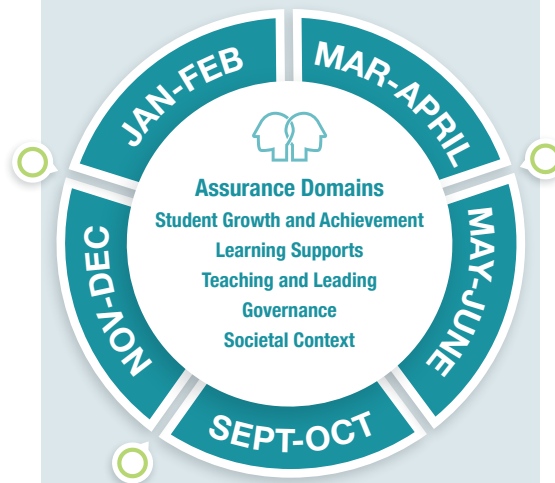 JAN-FEB
MAR-APRIL
MAY-JUNE
SEPT-OCT
NOV-DEC
Assurance Domains
Student Growth and Achievement
Learning Supports
Teaching and Leading
Governance
Societal Context